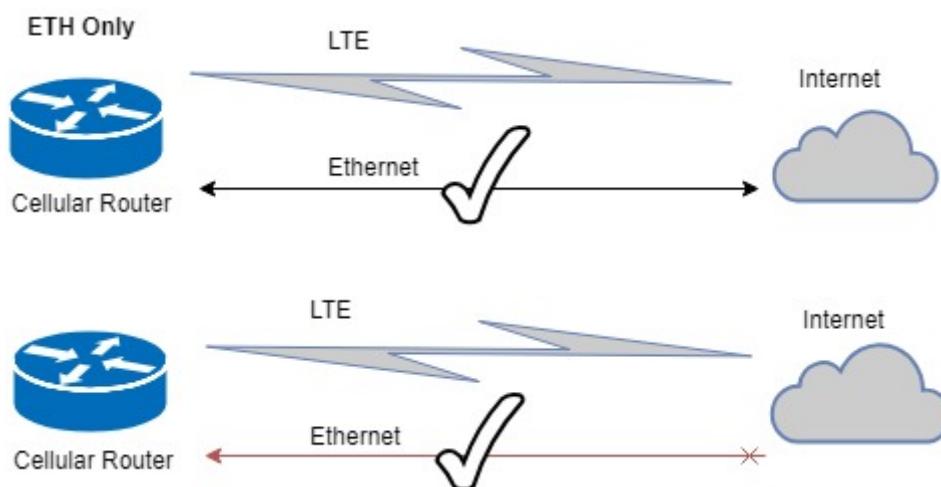 ETH Only
LTE
Internet
Ethernet
Cellular Router
LTE
Internet
Ethernet
Cellular Router